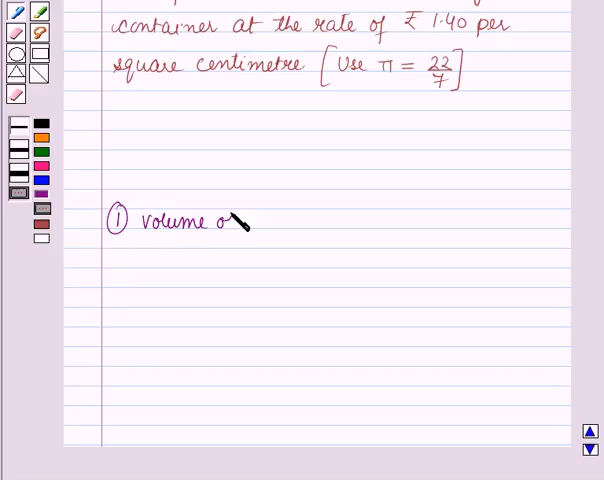 container at the rate of ₹ 1.40 per
square centimetre [Use π = 22/7]
① volume o